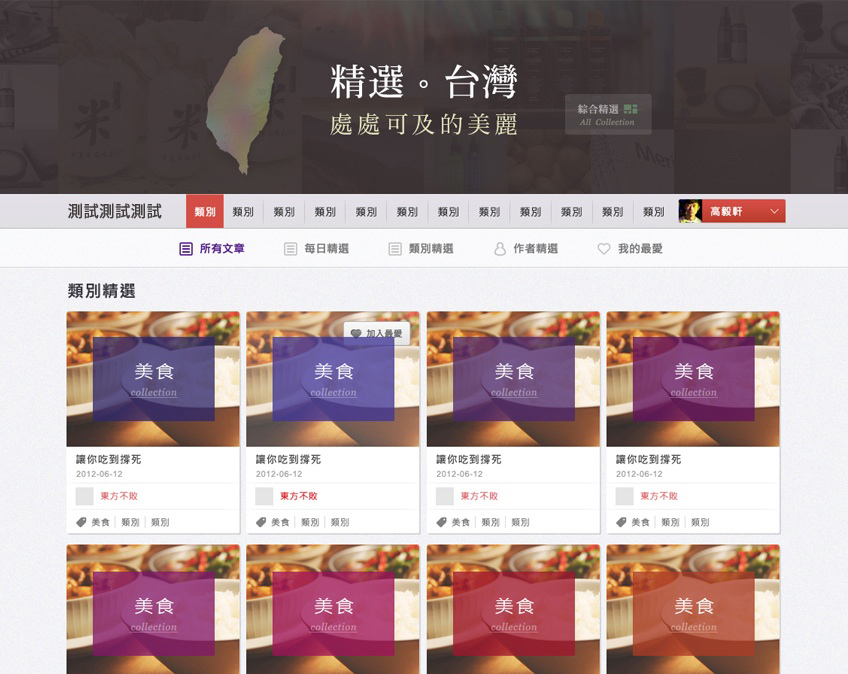 精選。台灣
處處可及的美麗
綜合精選
All Collection
測試測試測試 類別 類別 類別 類別 類別 類別 類別 類別 類別 類別 類別 類別 高毅軒
所有文章 每日精選 類別精選 作者精選 我的最愛
類別精選
加入最愛
美食 美食 美食 美食
collection collection collection collection
讓你吃到撐死 讓你吃到撐死 讓你吃到撐死 讓你吃到撐死
2012-06-12 2012-06-12 2012-06-12 2012-06-12
東方不敗 東方不敗 東方不敗 東方不敗
美食 類別 類別 美食 類別 類別 美食 類別 類別 美食 類別 類別
美食 美食 美食 美食
collection collection collection collection